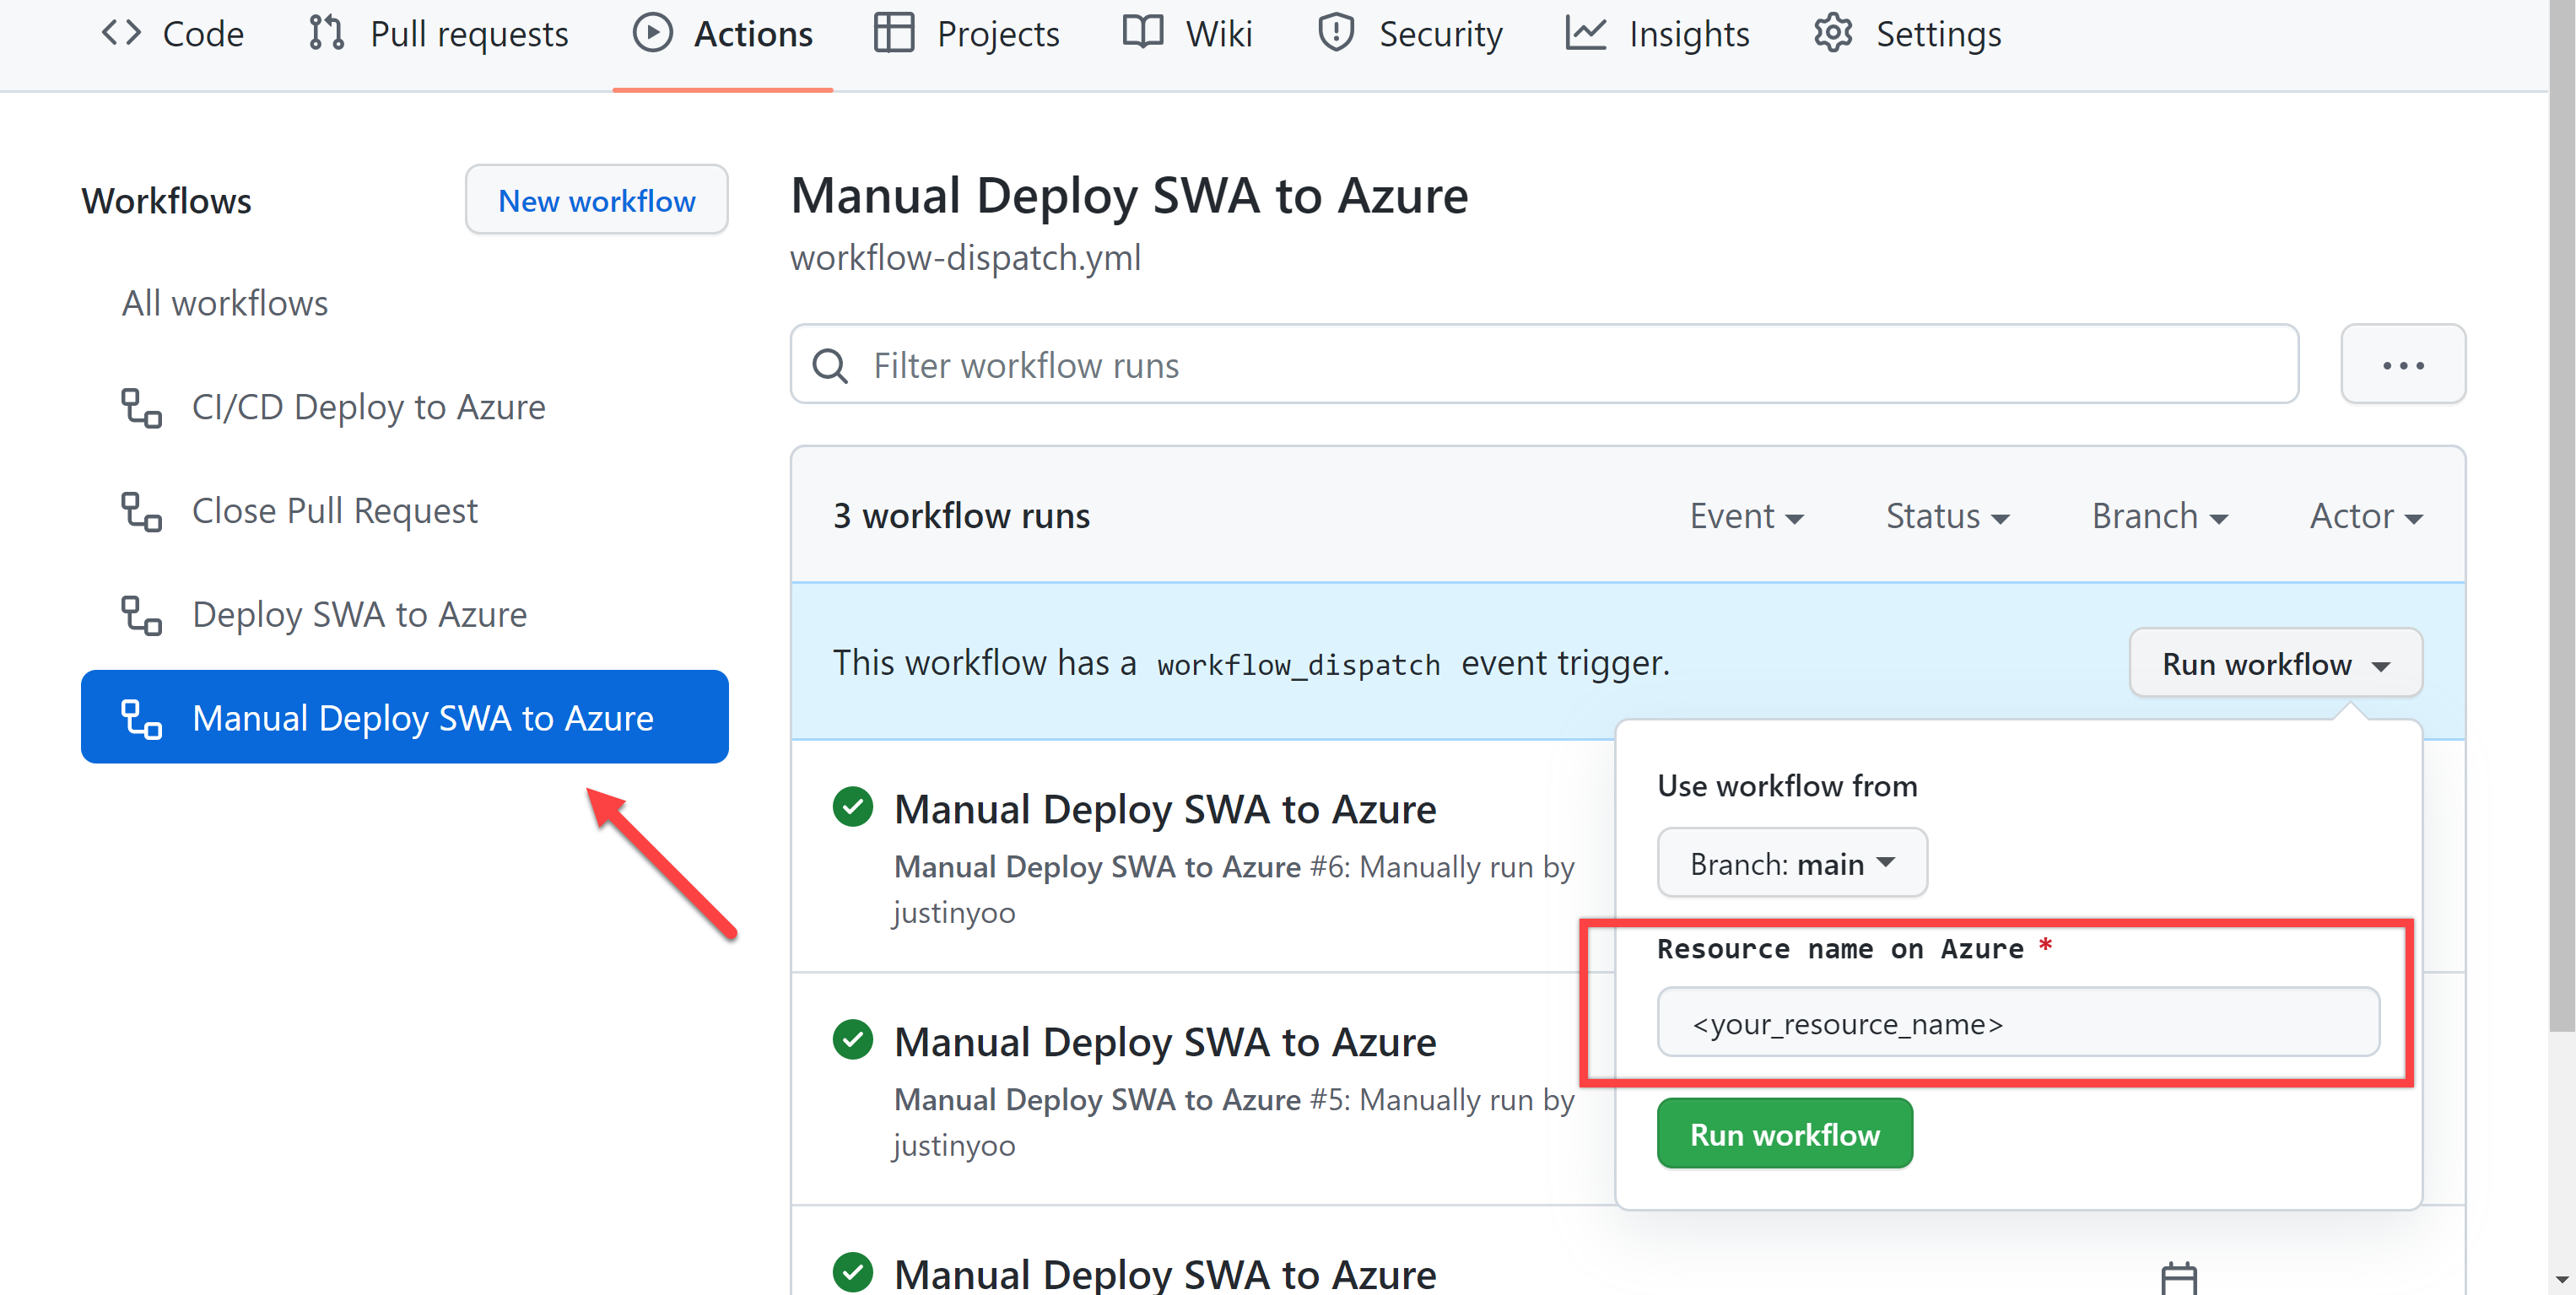 Code
Pull requests
Actions
Projects
Wiki
Security
Insights
Settings
Workflows
New workflow
All workflows
CI/CD Deploy to Azure
Close Pull Request
Deploy SWA to Azure
Manual Deploy SWA to Azure
Manual Deploy SWA to Azure
workflow-dispatch.yml
Filter workflow runs
3 workflow runs
Event
Status
Branch
Actor
This workflow has a workflow_dispatch event trigger.
Run workflow
Use workflow from
Branch: main
Resource name on Azure *
<your_resource_name>
Run workflow
Manual Deploy SWA to Azure
Manual Deploy SWA to Azure #6: Manually run by
justinyoo
Manual Deploy SWA to Azure
Manual Deploy SWA to Azure #5: Manually run by
justinyoo
Manual Deploy SWA to Azure